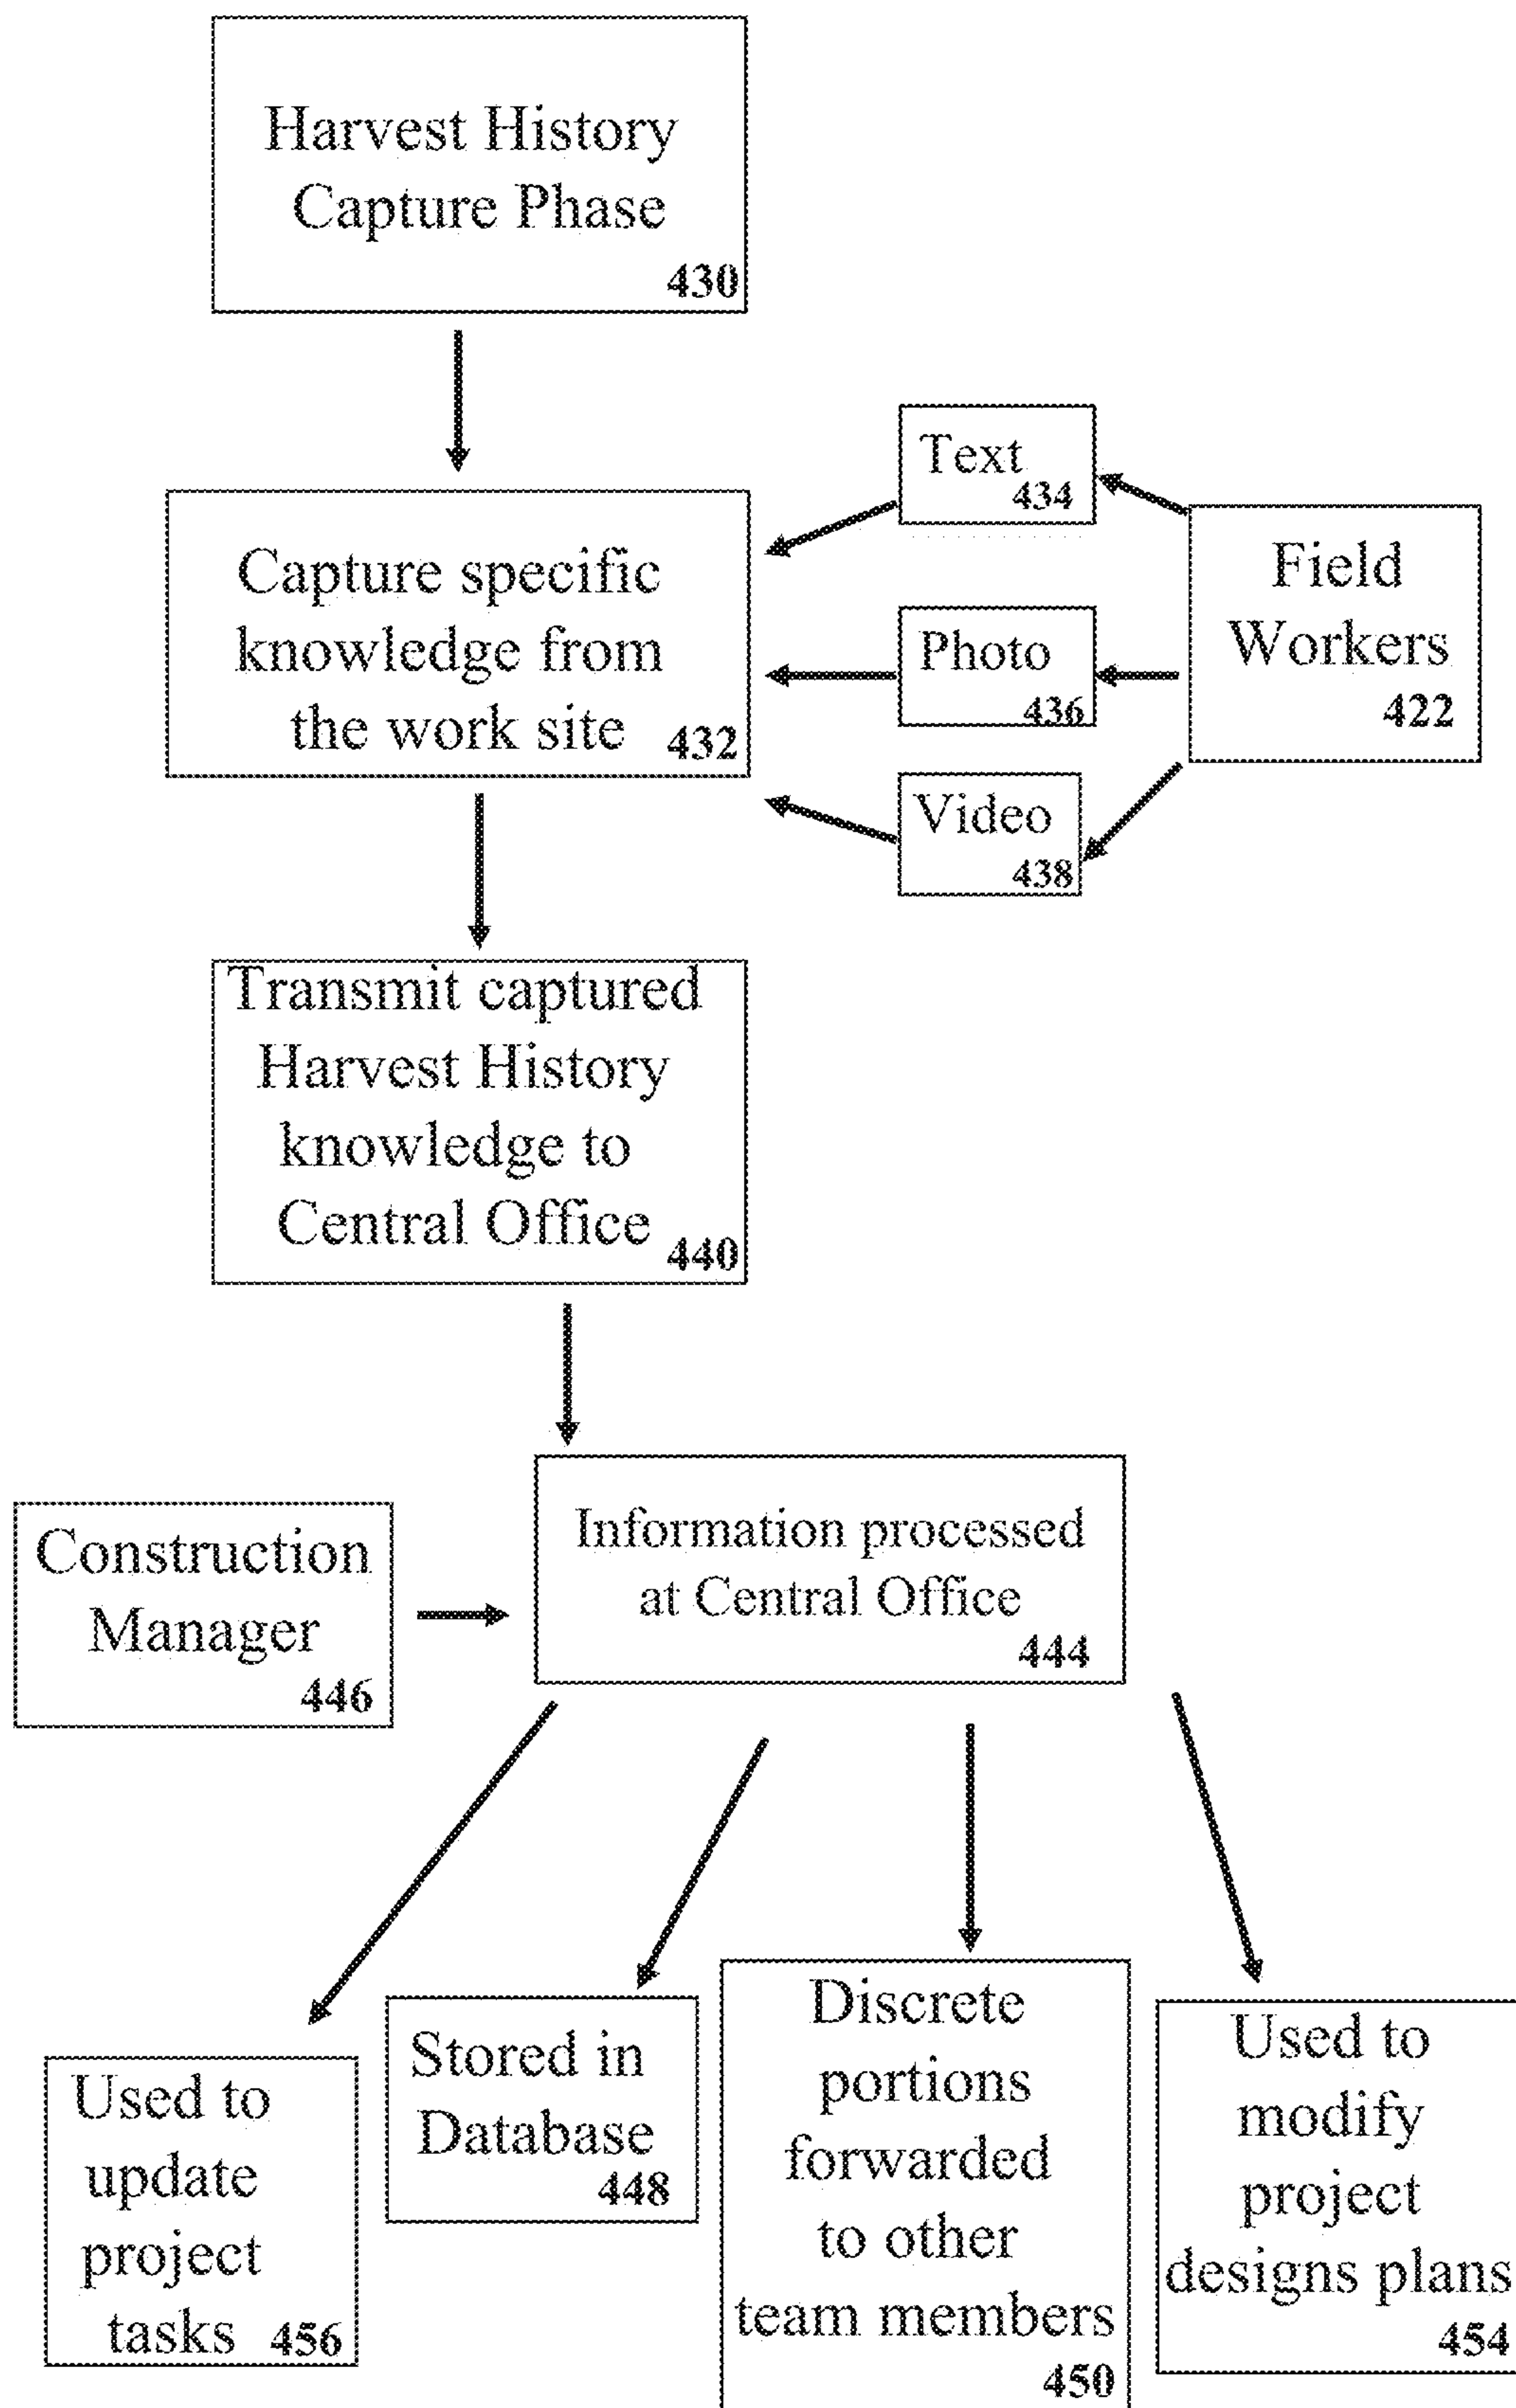 Harvest History
Capture Phase
430
Capture specific
knowledge from
the work site 432
Text
434
Photo
436
Video
438
Field
Workers
422
Transmit captured
Harvest History
knowledge to
Central Office 440
Construction
Manager
446
Information processed
at Central Office
444
Used to
update
project
tasks 456
Stored in
Database
448
Discrete
portions
forwarded
to other
team members
450
Used to
modify
project
designs plans
454